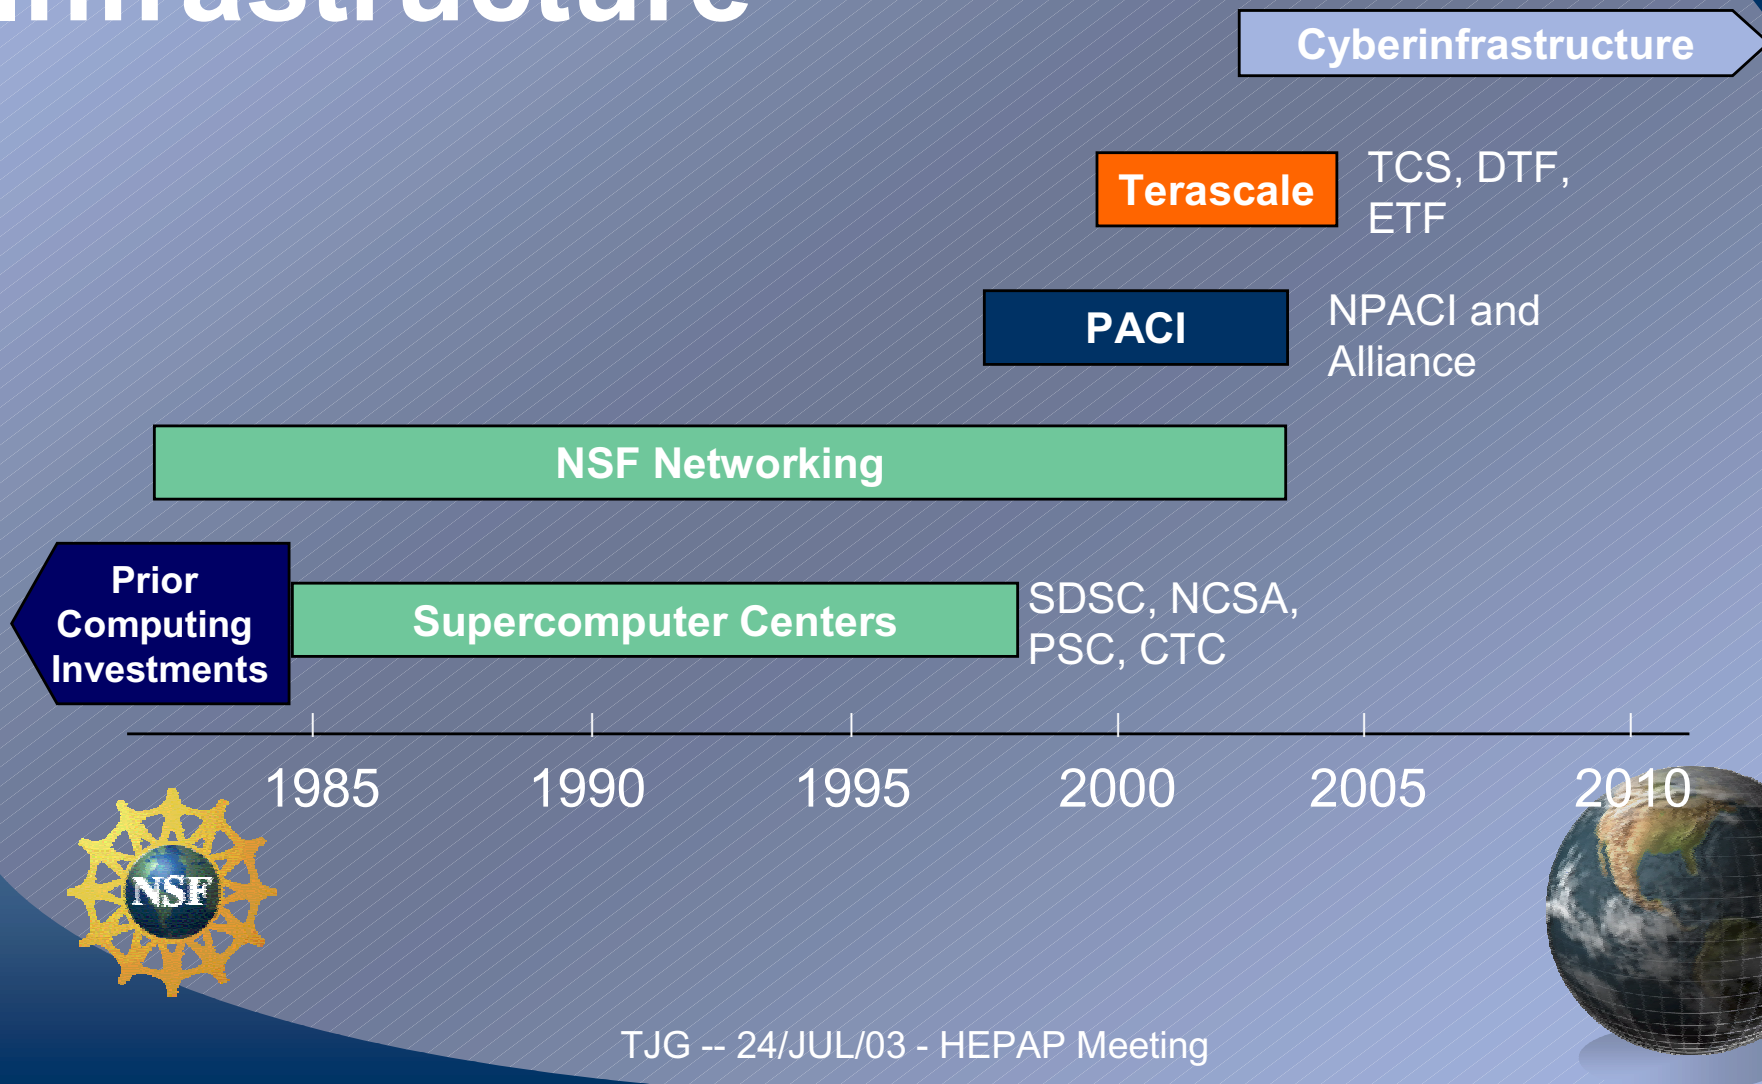 Infrastructure
Cyberinfrastructure
Terascale
TCS, DTF,
ETF
PACI
NPACI and
Alliance
NSF Networking
Prior
Computing
Investments
Supercomputer Centers
SDSC, NCSA,
PSC, CTC
1985 1990 1995 2000 2005 2010
NSF
TJG -- 24/JUL/03 - HEPAP Meeting